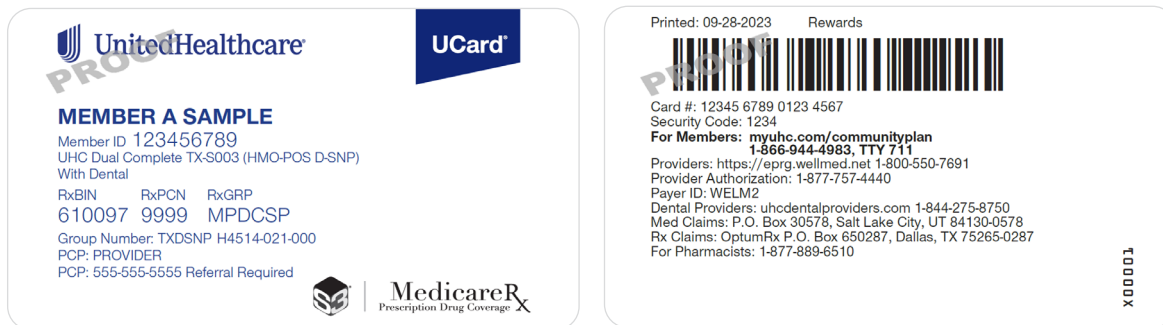 UnitedHealthcare®
UCard®
PROOF
MEMBER A SAMPLE
Member ID 123456789
UHC Dual Complete TX-S003 (HMO-POS D-SNP)
With Dental
RxBIN RxPCN RxGRP
610097 9999 MPDCSP
Group Number: TXDSNP H4514-021-000
PCP: PROVIDER
PCP: 555-555-5555 Referral Required
S3
MedicareRx
Prescription Drug Coverage
Printed: 09-28-2023 Rewards
PROOF
Card #: 12345 6789 0123 4567
Security Code: 1234
For Members: myuhc.com/communityplan
1-866-944-4983, TTY 711
Providers: https://eprg.wellmed.net 1-800-550-7691
Provider Authorization: 1-877-757-4440
Payer ID: WELM2
Dental Providers: uhcdentalproviders.com 1-844-275-8750
Med Claims: P.O. Box 30578, Salt Lake City, UT 84130-0578
Rx Claims: OptumRx P.O. Box 650287, Dallas, TX 75265-0287
For Pharmacists: 1-877-889-6510
X00001